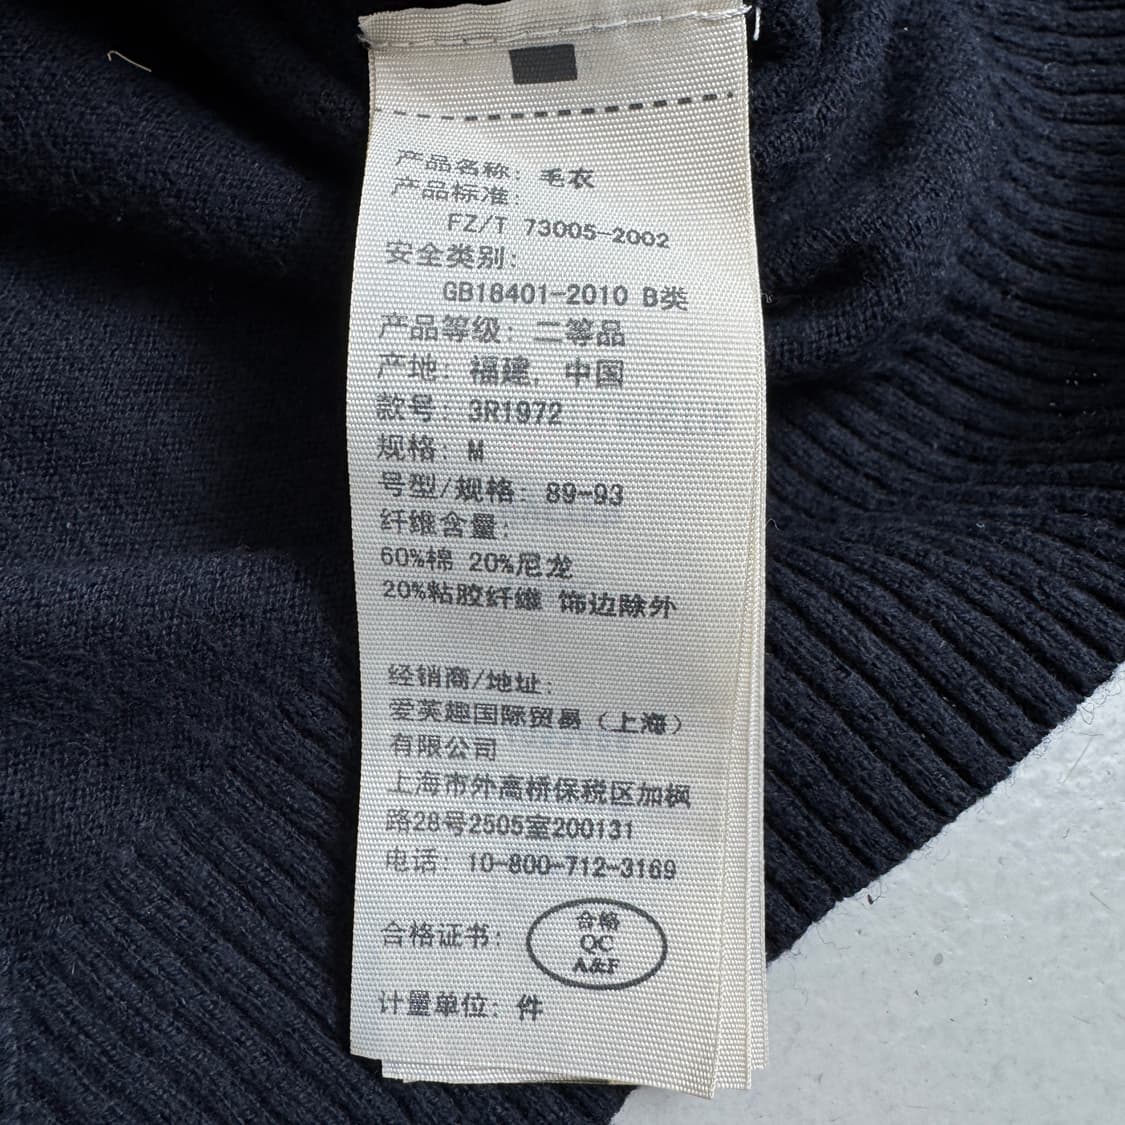 产品名称: 毛衣
产品标准:
FZ/T 73005-2002
安全类别:
GB18401-2010 B类
产品等级: 二等品
产地: 福建, 中国
款号: 3R1972
规格: M
号型/规格: 89-93
纤维含量:
60%棉 20%尼龙
20%粘胶纤维 饰边除外
经销商/地址:
爱英趣国际贸易(上海)
有限公司
上海市外高桥保税区加枫
路28号2505室200131
电话: 10-800-712-3169
合格证书:
合格
QC
A&F
计量单位: 件